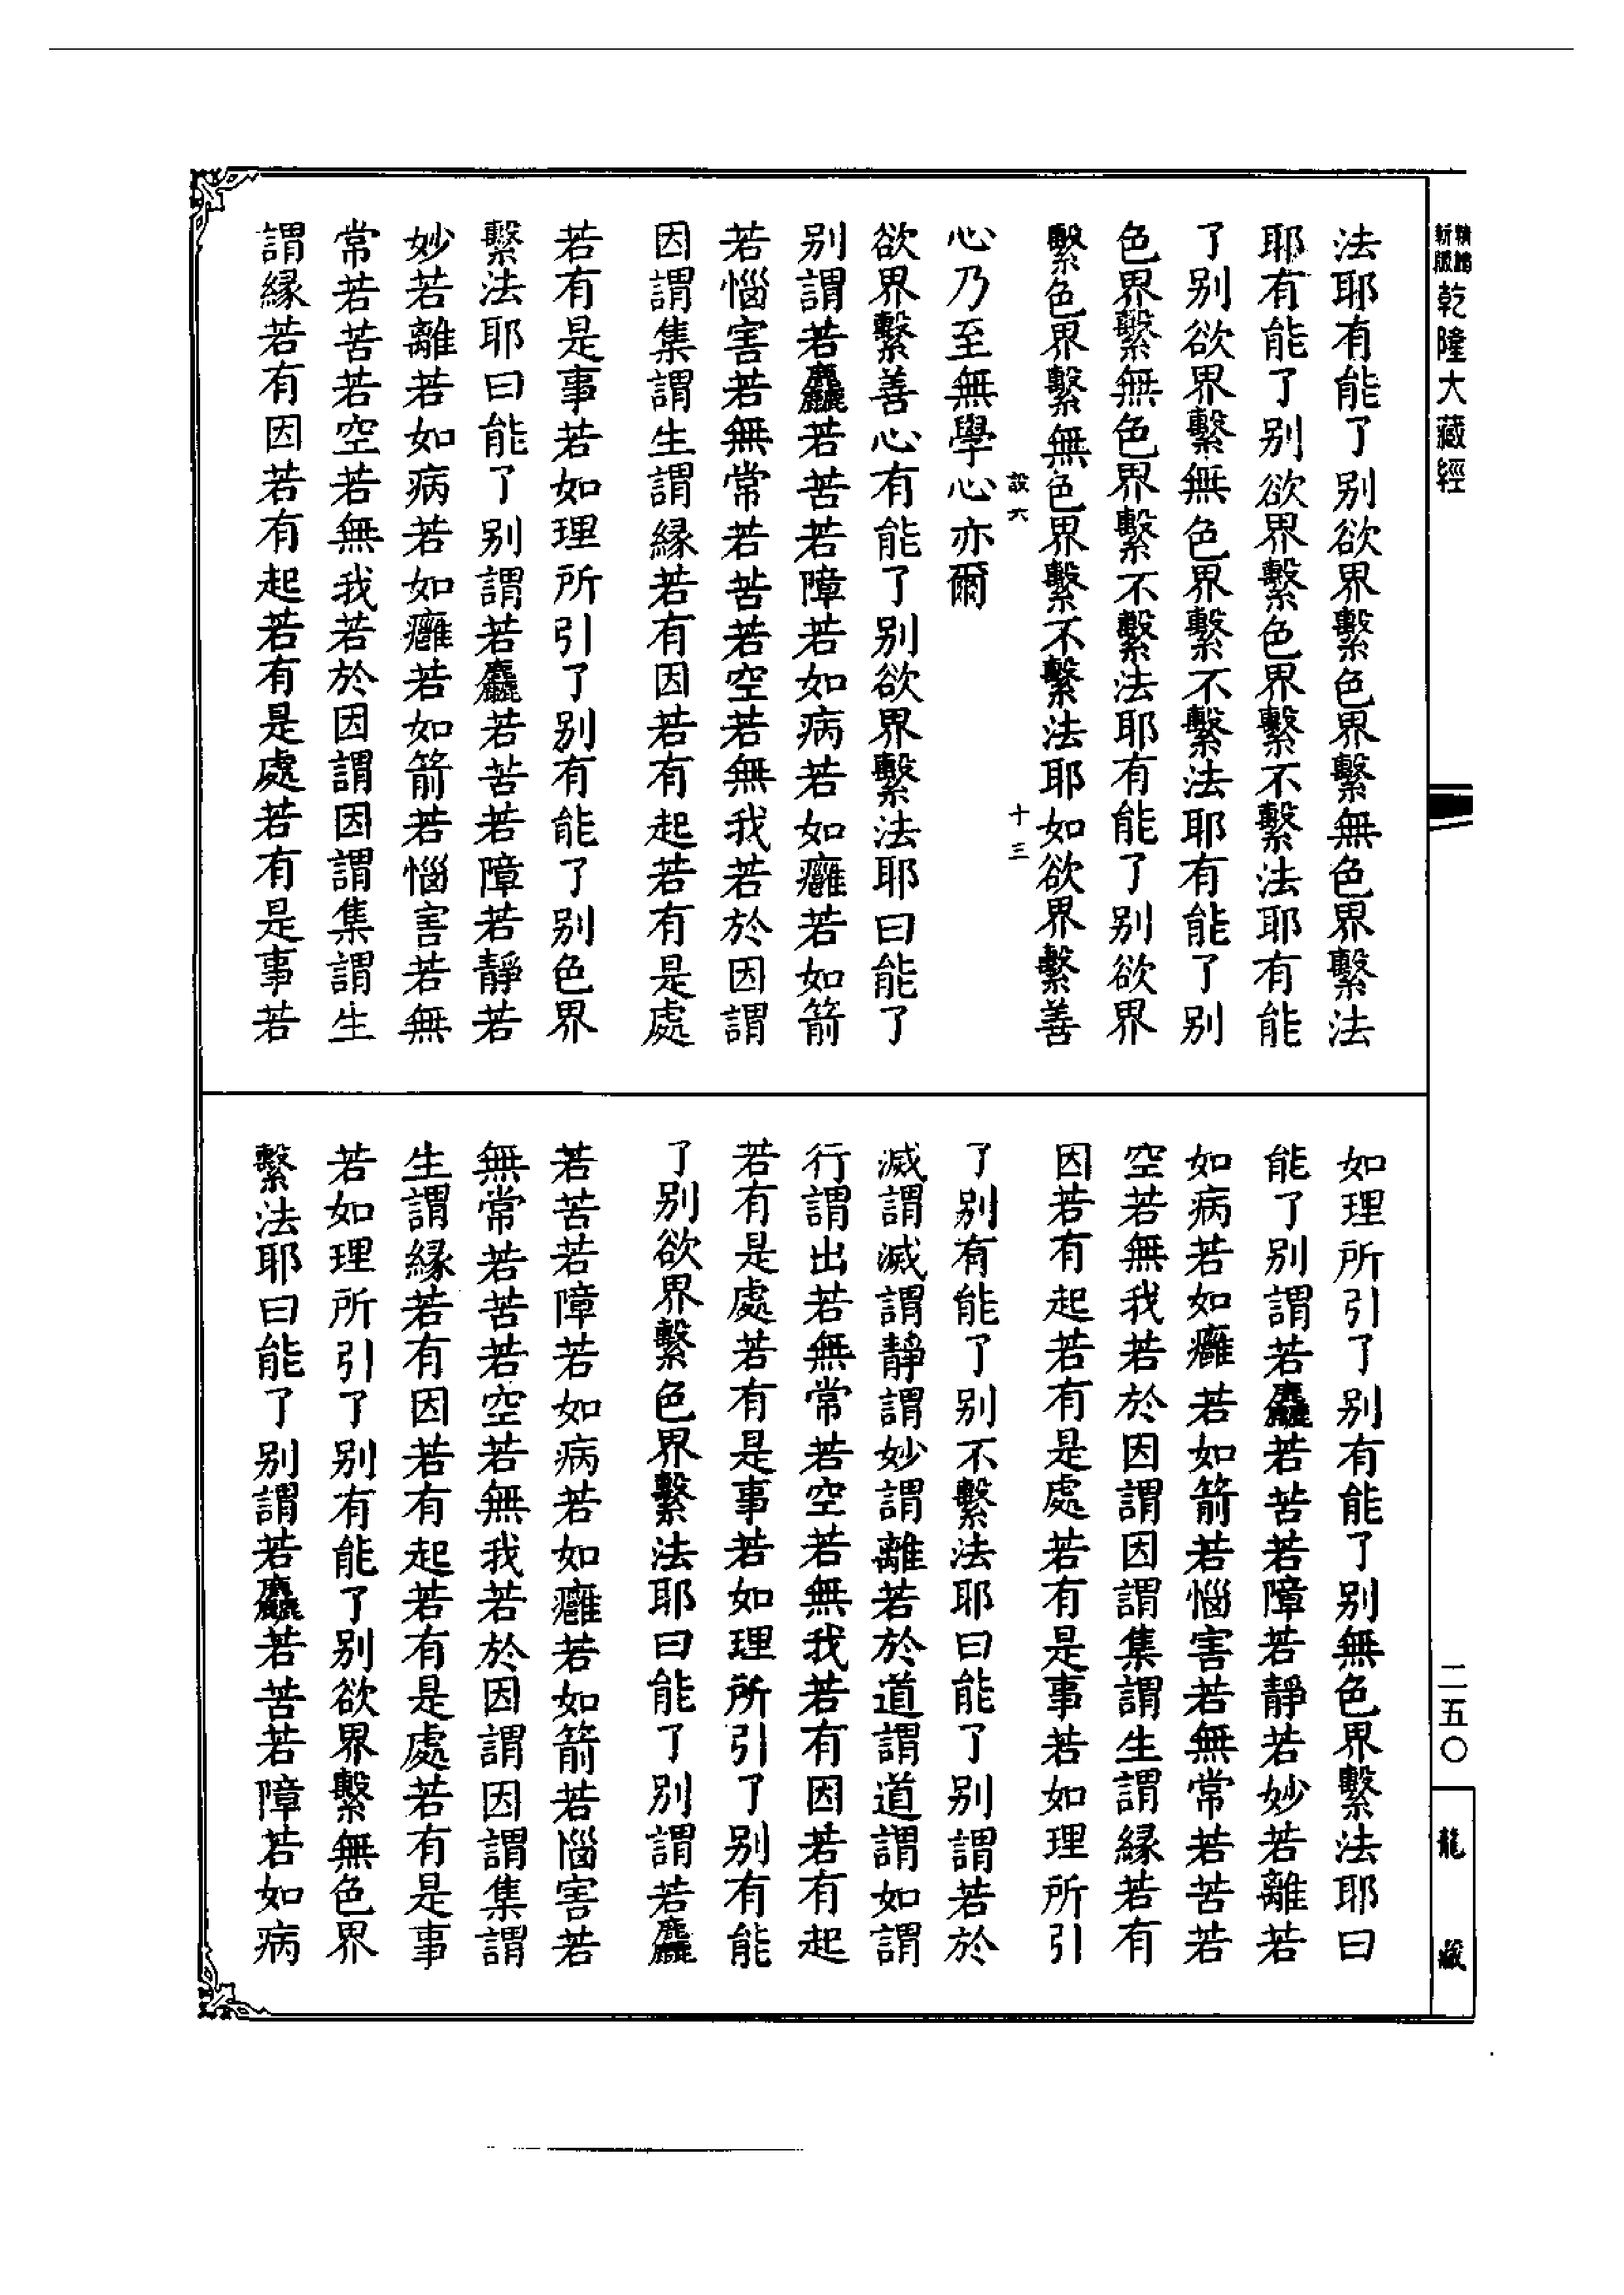 精鐫
新版
乾隆大藏經
法耶有能了别欲界繫色界繫無色界繫法
耶有能了别欲界繫色界繫不繫法耶有能
了别欲界繫無色界繫不繫法耶有能了别
色界繫無色界繫不繫法耶有能了别欲界
繫色界繫無色界繫不繫法耶如欲界繫善
設六
十三
心乃至無學心亦爾
欲界繫善心有能了别欲界繫法耶曰能了
别謂若麤若苦若障若如病若如癰若如箭
若惱害若無常若苦若空若無我若於因謂
因謂集謂生謂緣若有因若有起若有是處
若有是事若如理所引了别有能了别色界
繫法耶曰能了别謂若麤若苦若障若靜若
妙若離若如病若如癰若如箭若惱害若無
常若苦若空若無我若於因謂因謂集謂生
謂緣若有因若有起若有是處若有是事若
如理所引了别有能了别無色界繫法耶曰
能了别謂若麤若苦若障若靜若妙若離若
如病若如癰若如箭若惱害若無常若苦若
空若無我若於因謂因謂集謂生謂緣若有
因若有起若有是處若有是事若如理所引
了别有能了别不繫法耶曰能了别謂若於
滅謂滅謂靜謂妙謂離若於道謂道謂如謂
行謂出若無常若空若無我若有因若有起
若有是處若有是事若如理所引了别有能
了别欲界繫色界繫法耶曰能了别謂若麤
若苦若障若如病若如癰若如箭若惱害若
無常若苦若空若無我若於因謂因謂集謂
生謂緣若有因若有起若有是處若有是事
若如理所引了别有能了别欲界繫無色界
繫法耶曰能了别謂若麤若苦若障若如病
二五〇
龍藏